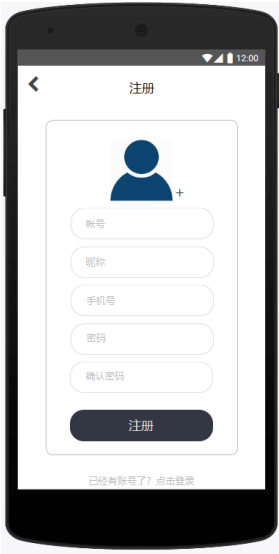 12:00
注册
+
帐号
昵称
手机号
密码
确认密码
注册
已经有账号了？点击登录